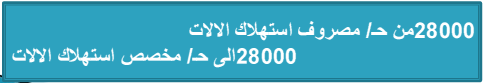 28000من حـ/ مصروف استهلاك الالات
28000الى حـ/ مخصص استهلاك الالات